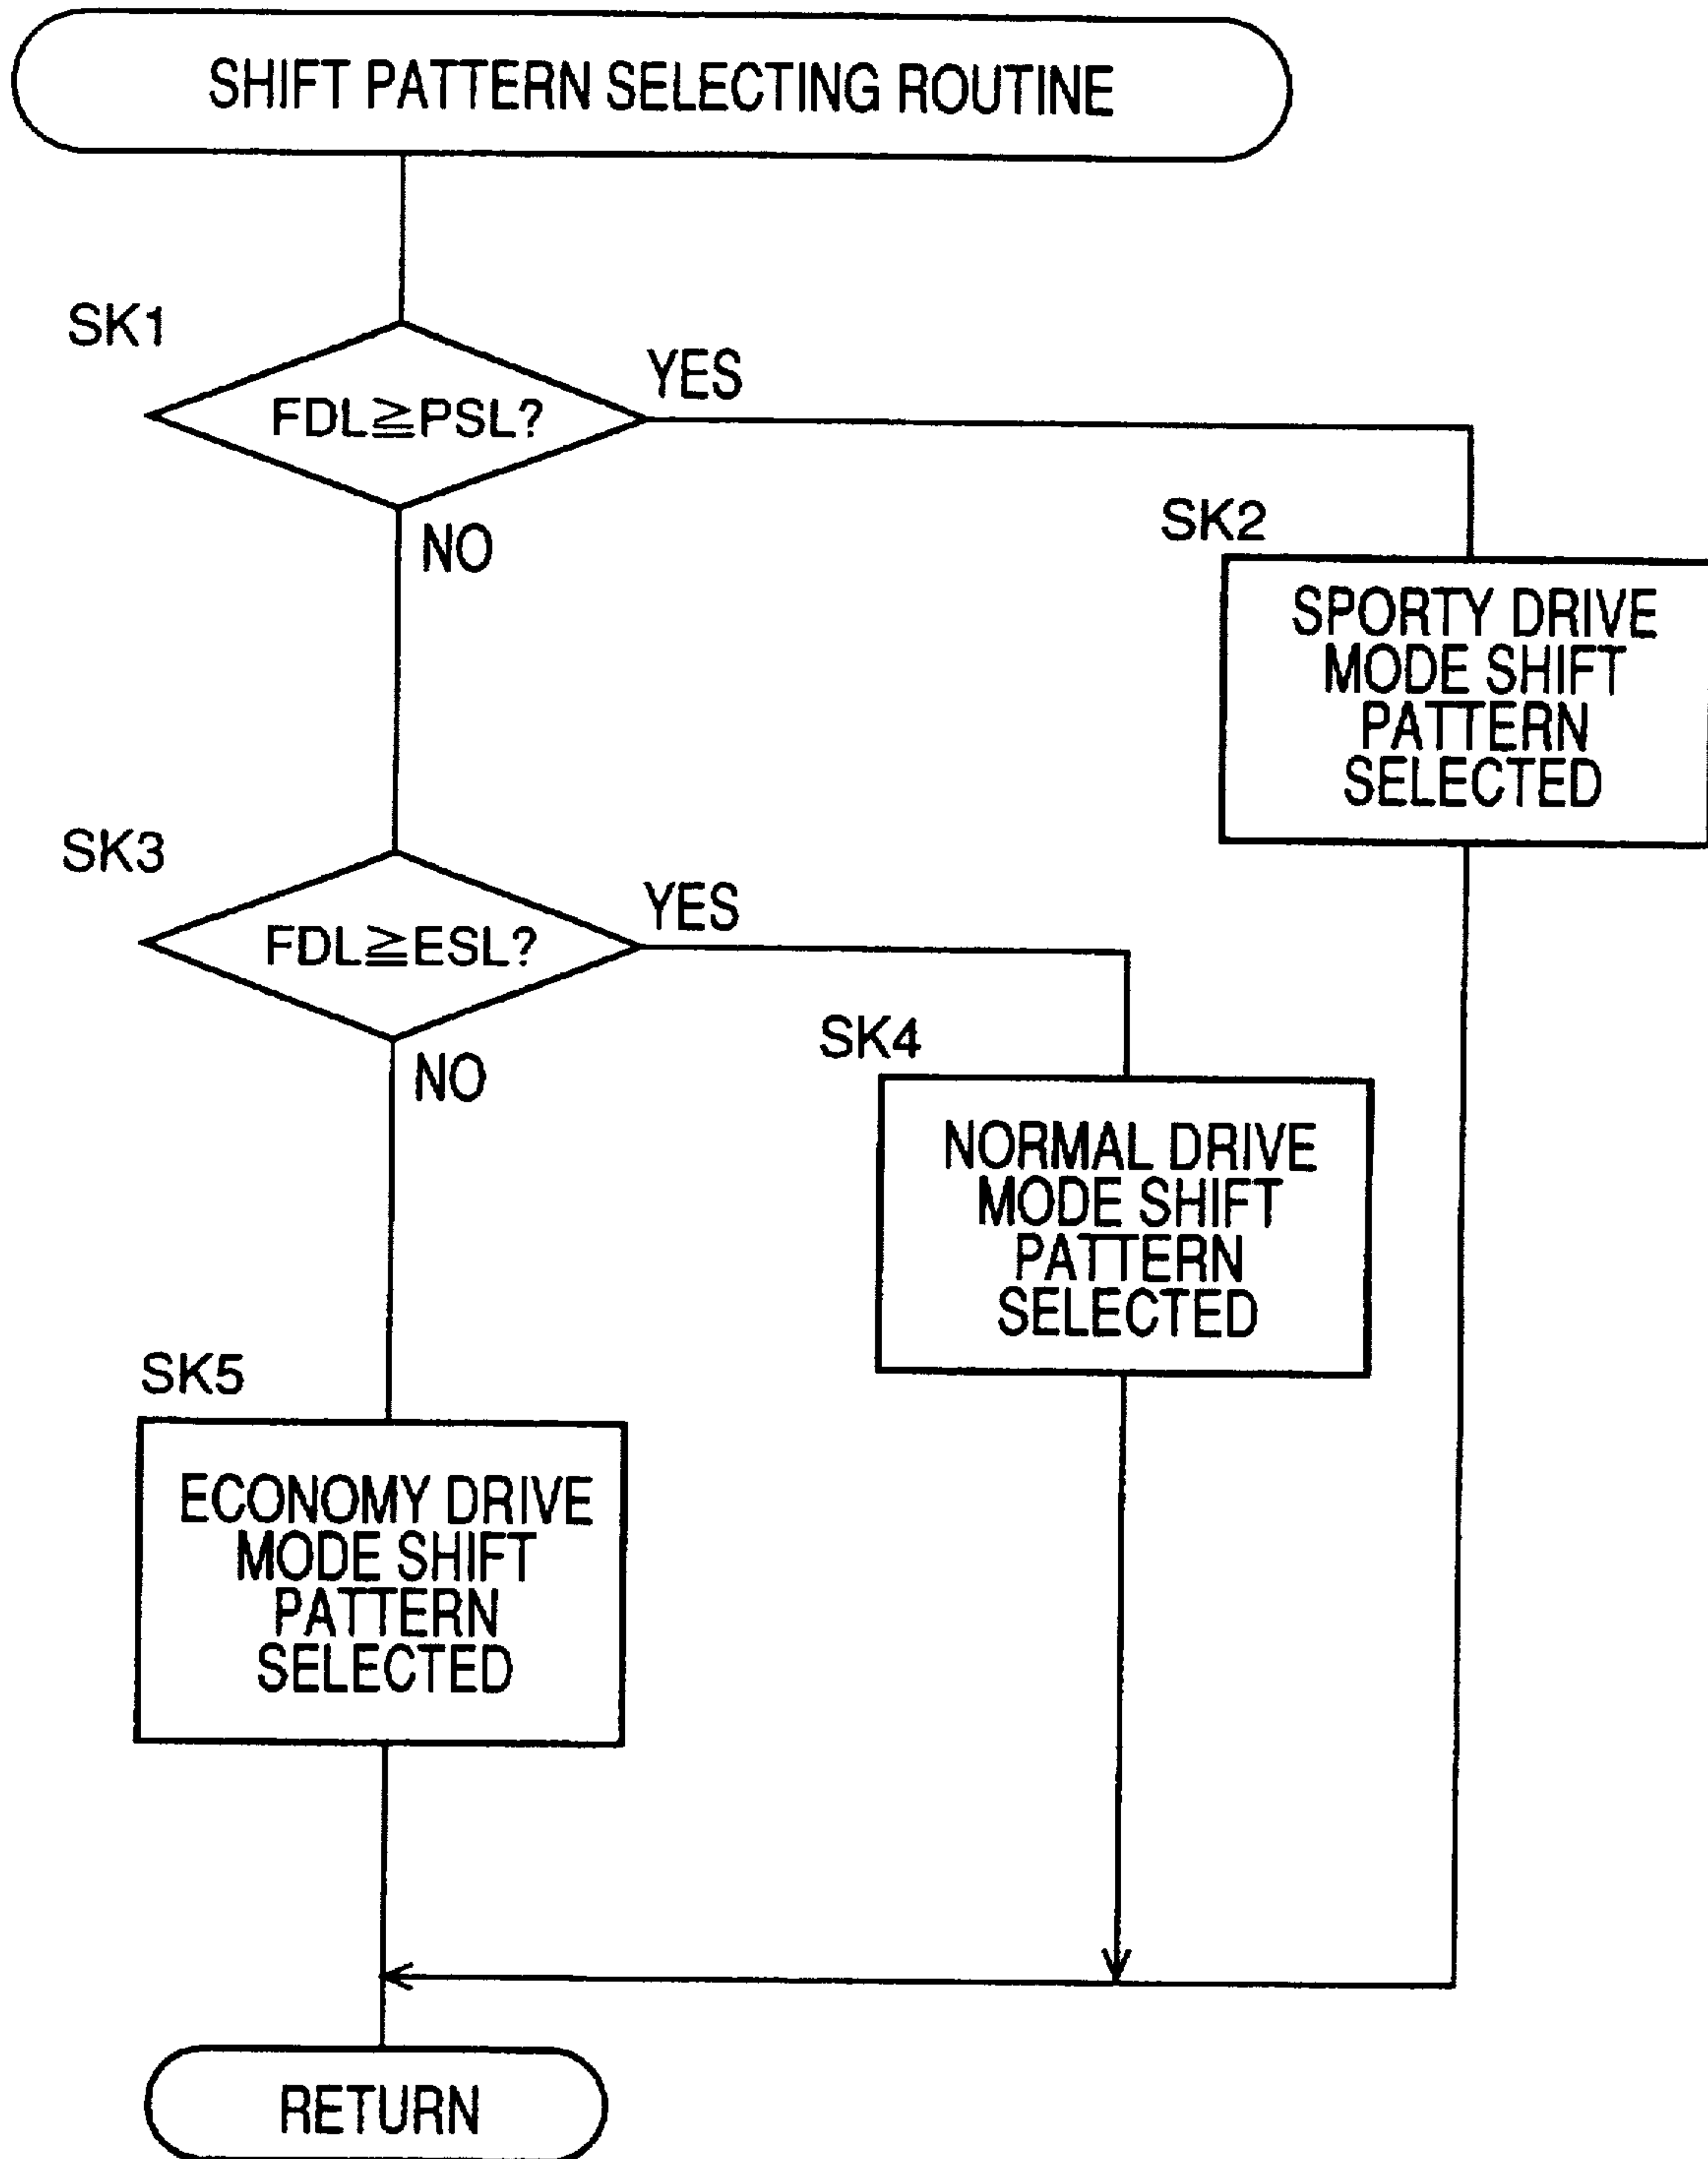 SHIFT PATTERN SELECTING ROUTINE
SK1
FDL≧PSL?
YES
NO
SK2
SPORTY DRIVE
MODE SHIFT
PATTERN
SELECTED
SK3
FDL≧ESL?
YES
NO
SK4
NORMAL DRIVE
MODE SHIFT
PATTERN
SELECTED
SK5
ECONOMY DRIVE
MODE SHIFT
PATTERN
SELECTED
RETURN